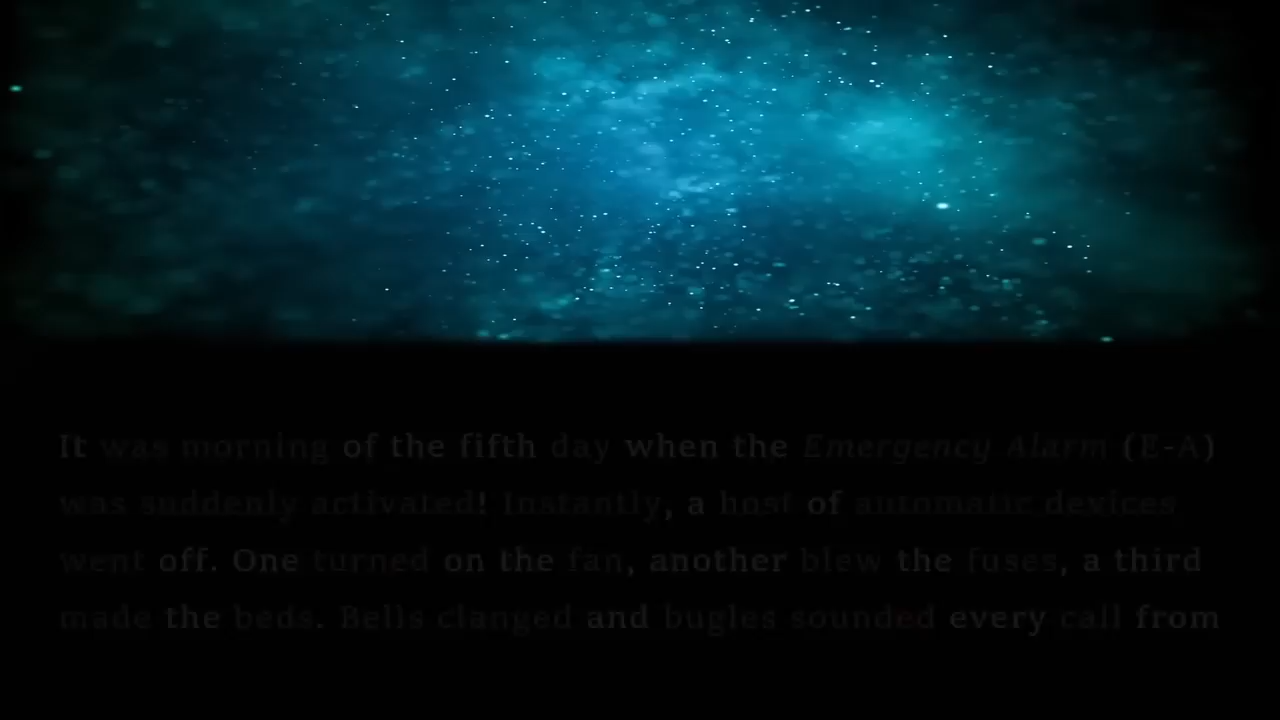 It was morning of the fifth day when the Emergency Alarm (E-A)
was suddenly activated! Instantly, a host of automatic devices
went off. One turned on the fan, another blew the fuses, a third
made the beds. Bells clanged and bugles sounded every call from